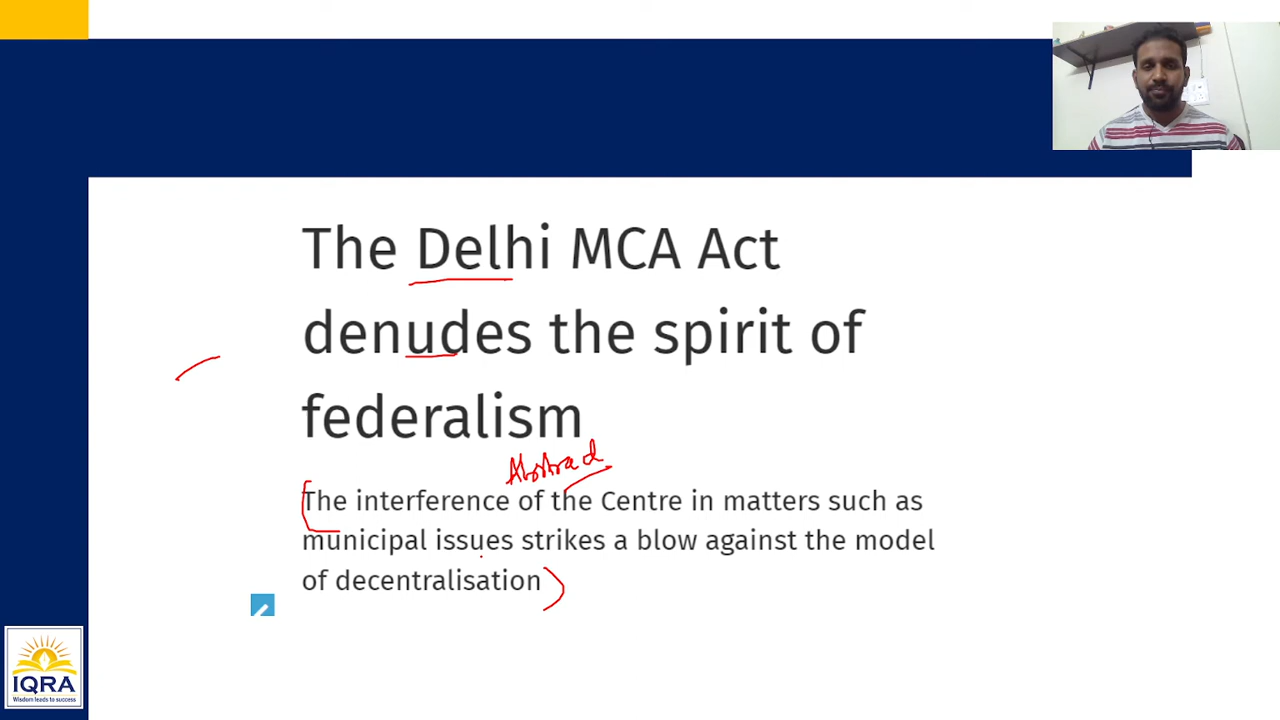 The Delhi MCA Act
denudes the spirit of
federalism
Abstrad
The interference of the Centre in matters such as
municipal issues strikes a blow against the model
of decentralisation
IQRA
Wisdom leads to success